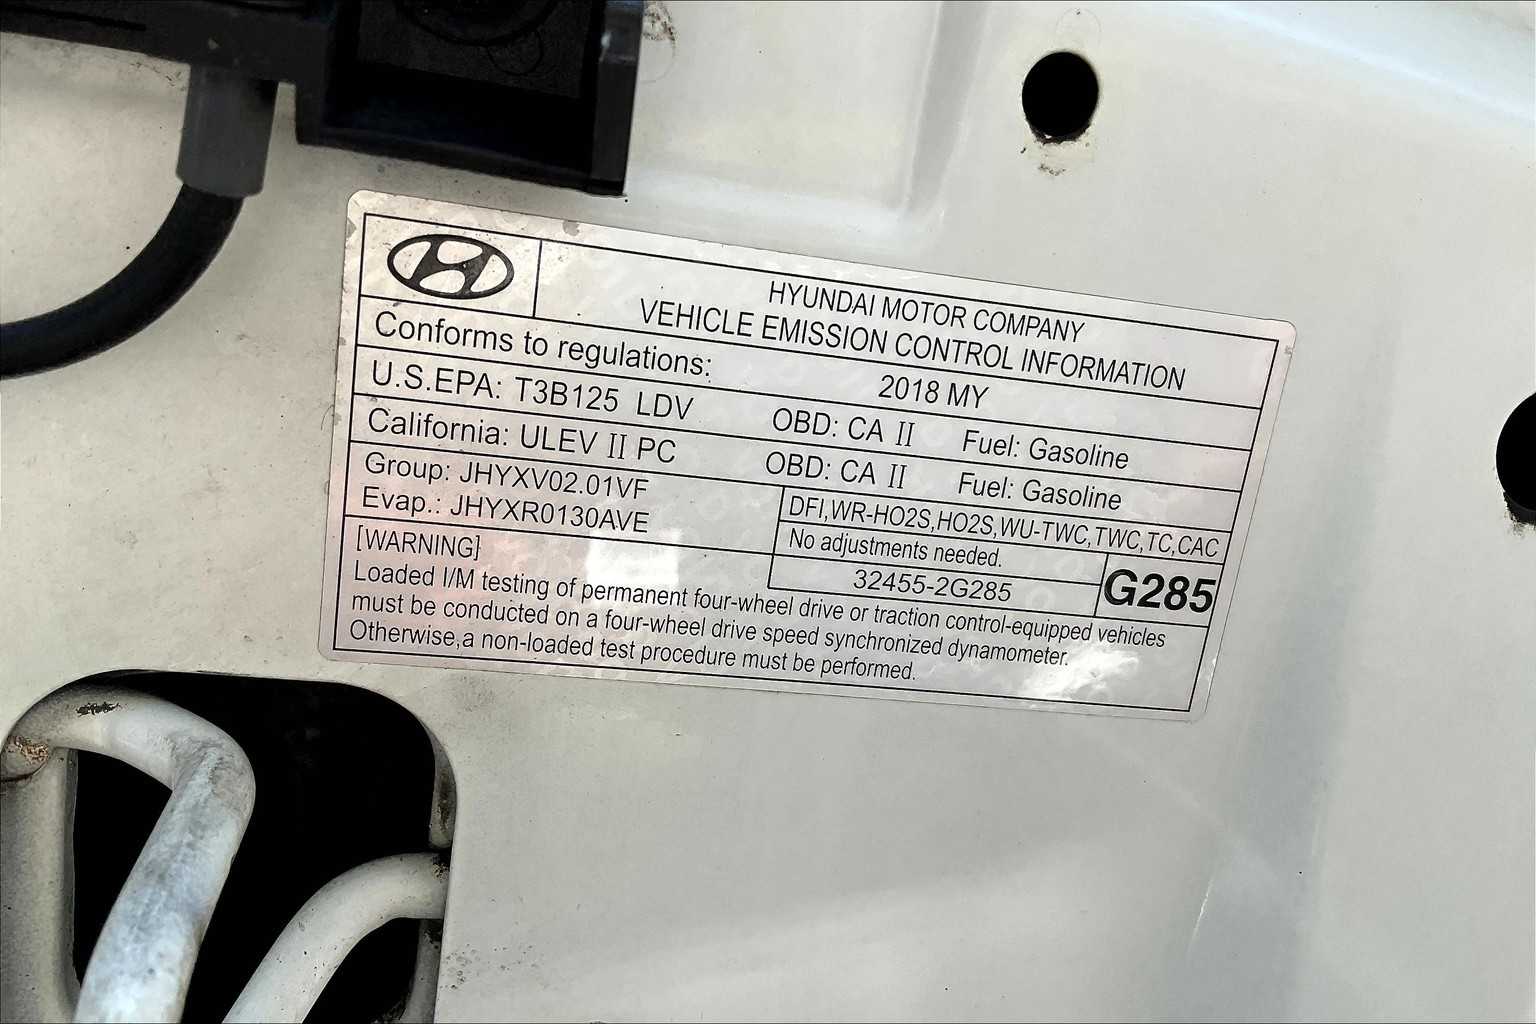 HYUNDAI MOTOR COMPANY
VEHICLE EMISSION CONTROL INFORMATION
Conforms to regulations: 2018 MY
U.S.EPA: T3B125 LDV OBD: CA II Fuel: Gasoline
California: ULEV II PC OBD: CA II Fuel: Gasoline
Group: JHYXV02.01VF
Evap.: JHYXR0130AVE
DFI,WR-HO2S,HO2S,WU-TWC,TWC,TC,CAC
No adjustments needed.
32455-2G285
G285
[WARNING]
Loaded I/M testing of permanent four-wheel drive or traction control-equipped vehicles
must be conducted on a four-wheel drive speed synchronized dynamometer.
Otherwise,a non-loaded test procedure must be performed.